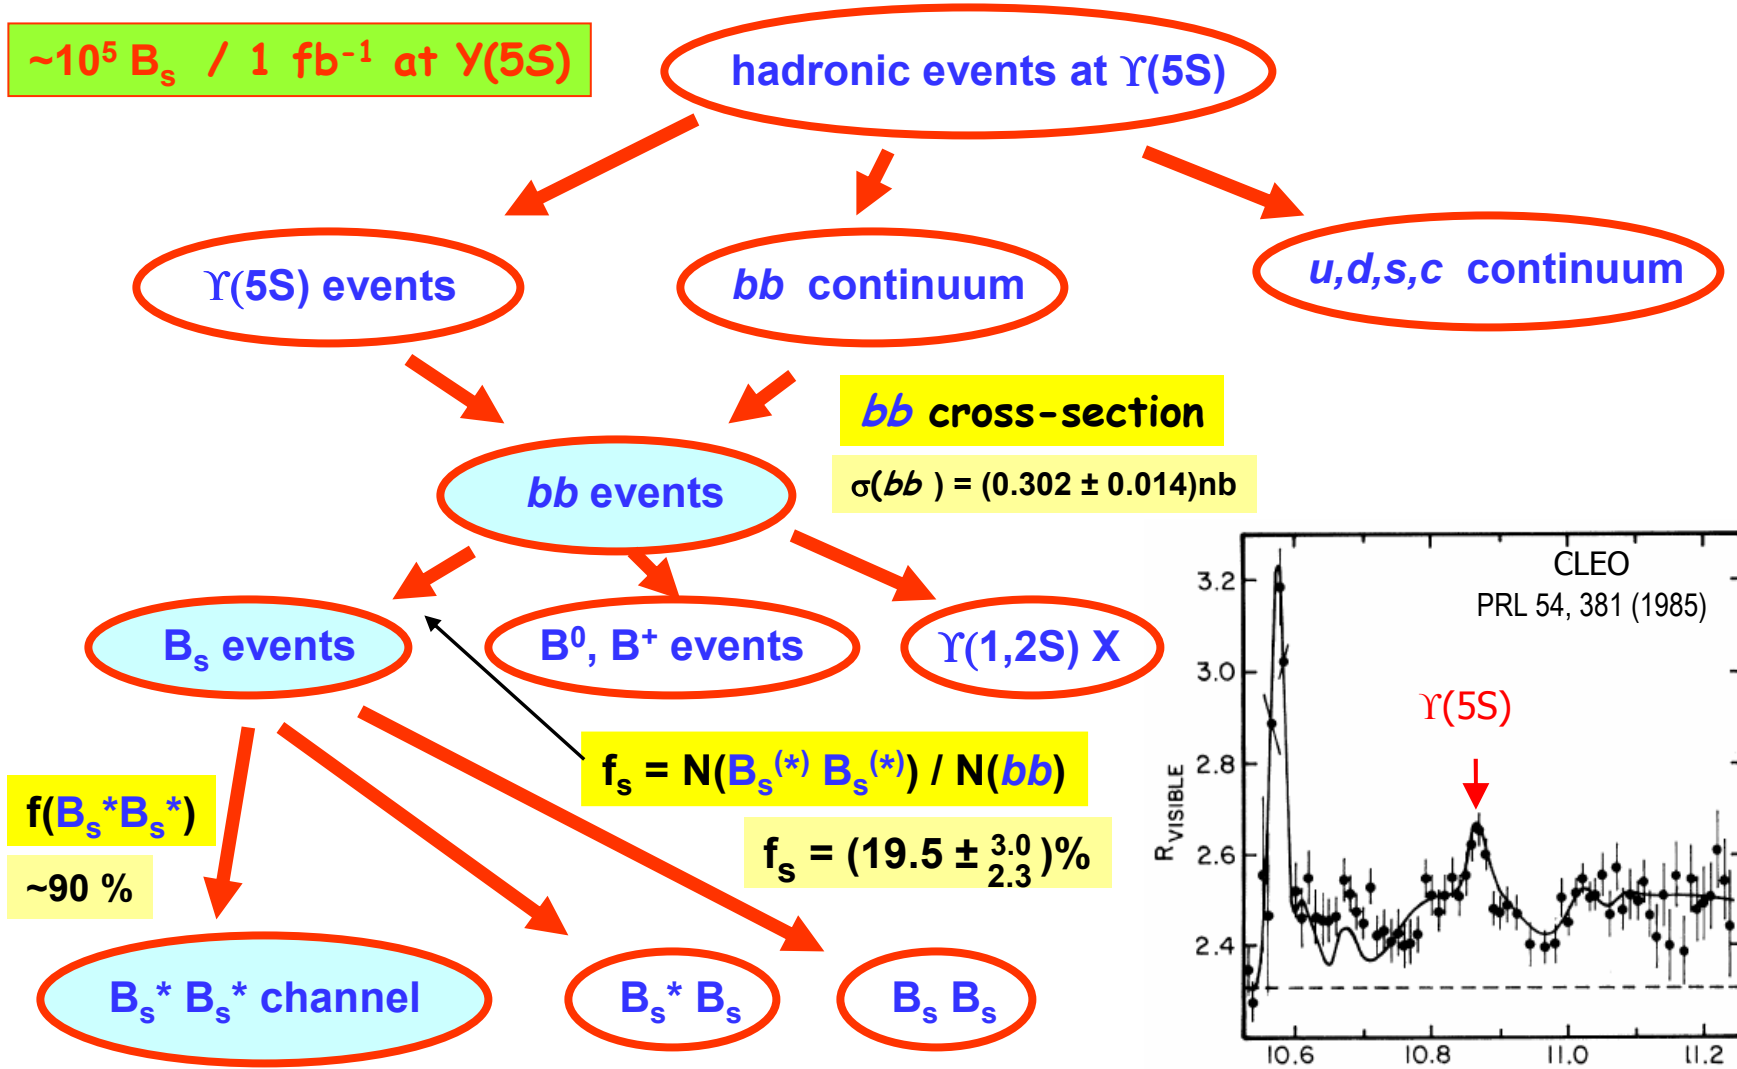 ~10⁵ Bₛ / 1 fb⁻¹ at Υ(5S)
hadronic events at ϒ(5S)
ϒ(5S) events
bb continuum
u,d,s,c continuum
bb cross-section
σ(bb ) = (0.302 ± 0.014)nb
bb events
Bₛ events
B⁰, B⁺ events
ϒ(1,2S) X
fₛ = N(Bₛ⁽*⁾ Bₛ⁽*⁾) / N(bb)
fₛ = (19.5 ± 3.0 2.3 )%
f(Bₛ*Bₛ*)
~90 %
Bₛ* Bₛ* channel
Bₛ* Bₛ
Bₛ Bₛ
CLEO
PRL 54, 381 (1985)
ϒ(5S)
R VISIBLE
3.2
3.0
2.8
2.6
2.4
10.6 10.8 11.0 11.2